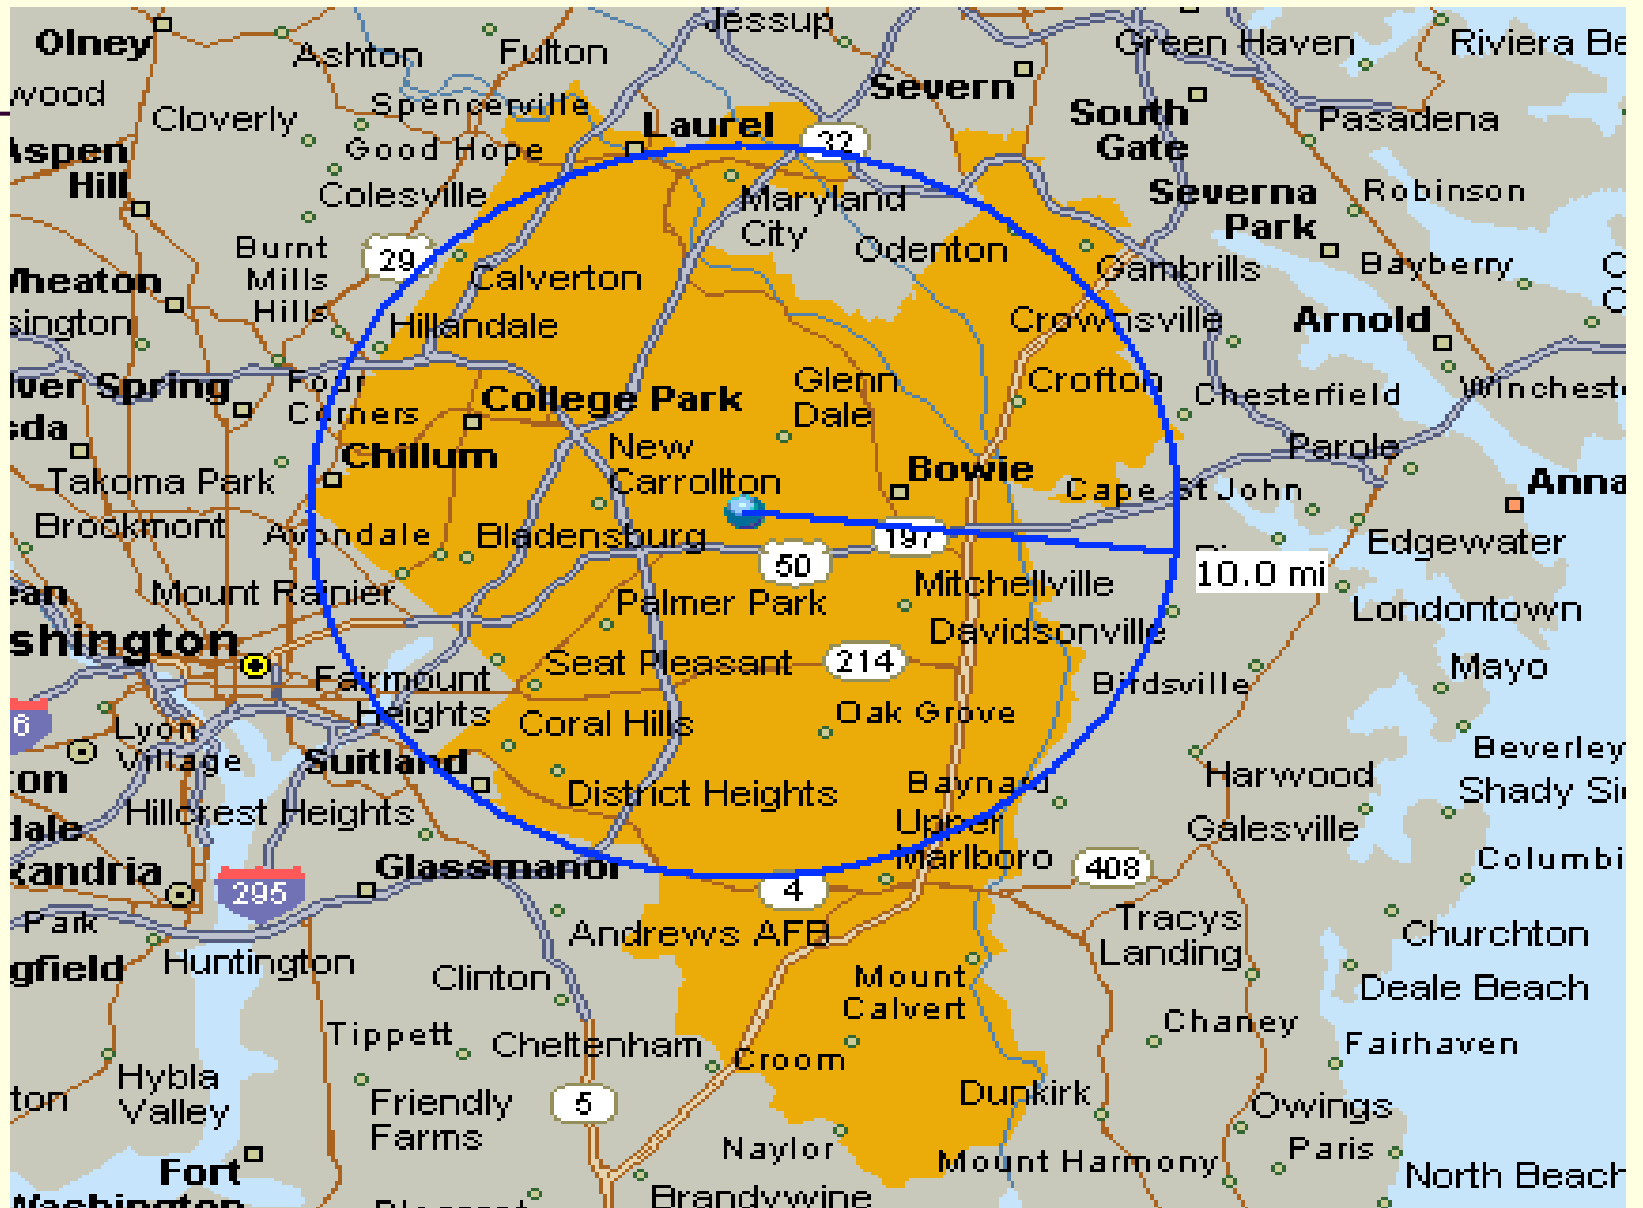 Jessup
Olney
Ashton
Fulton
Green Haven
Riviera Be
wood
Cloverly
Spencerville
Severn
South
Gate
Pasadena
Laurel
32
Aspen
Hill
Good Hope
Colesville
Maryland
City
Severna
Park
Robinson
Burnt
Mills
Hills
29
Odenton
Gambrills
Bayberry
Calverton
Wheaton
sington
Hillandale
Crownsville
Arnold
lver Spring
Four
Corners
College Park
Glenn
Dale
Crofton
Chesterfield
Winchest
sda
Chillum
New
Carrollton
Bowie
Parole
Takoma Park
Cape St John
Anna
Brookmont
Avondale
Bladensburg
197
Edgewater
50
10.0 mi
Mount Rainier
Palmer Park
Mitchellville
Londontown
shington
Davidsonville
Seat Pleasant
214
Mayo
Fairmount
Heights
Birdsville
6
Lyon
Village
Coral Hills
Oak Grove
Beverley
Suitland
ton
Harwood
Hillcrest Heights
District Heights
Baynard
Shady Si
dale
Upper
Marlboro
Galesville
xandria
Glassmanor
408
Columbi
295
4
Park
Andrews AFB
Tracys
Landing
Churchton
gfield
Huntington
Clinton
Mount
Calvert
Deale Beach
Tippett
Cheltenham
Croom
Chaney
Fairhaven
Hybla
Valley
ton
Friendly
Farms
5
Dunkirk
Owings
Naylor
Mount Harmony
Paris
Fort
Washington
North Beach
Brandywine